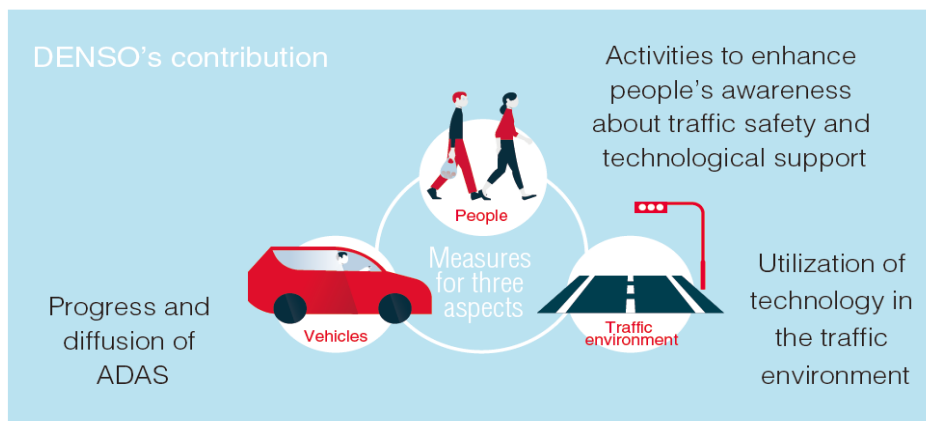 DENSO's contribution
Activities to enhance
people's awareness
about traffic safety and
technological support
People
Measures
for three
aspects
Vehicles
Traffic
environment
Progress and
diffusion of
ADAS
Utilization of
technology in
the traffic
environment